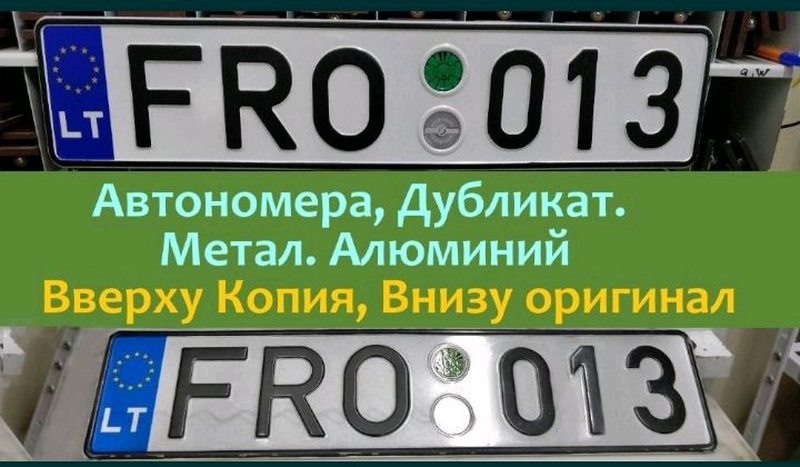 LT FRO 013
Q,W
Автономера, Дубликат.
Метал. Алюминий
Вверху Копия, Внизу оригинал
LT FRO 013